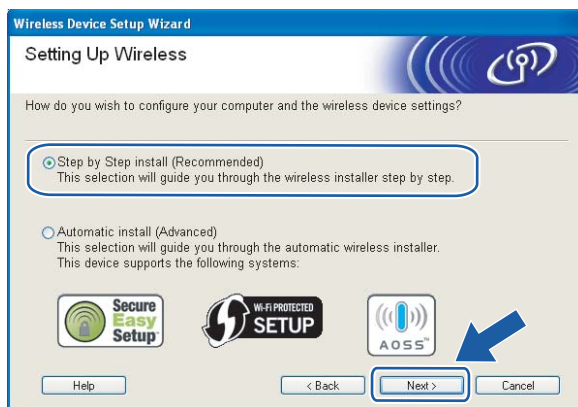 Wireless Device Setup Wizard
Setting Up Wireless
How do you wish to configure your computer and the wireless device settings?
Step by Step install (Recommended)
This selection will guide you through the wireless installer step by step.
Automatic install (Advanced)
This selection will guide you through the automatic wireless installer.
This device supports the following systems:
Secure
Easy
Setup
Wi-Fi PROTECTED
SETUP
AOSS™
Help
< Back
Next >
Cancel